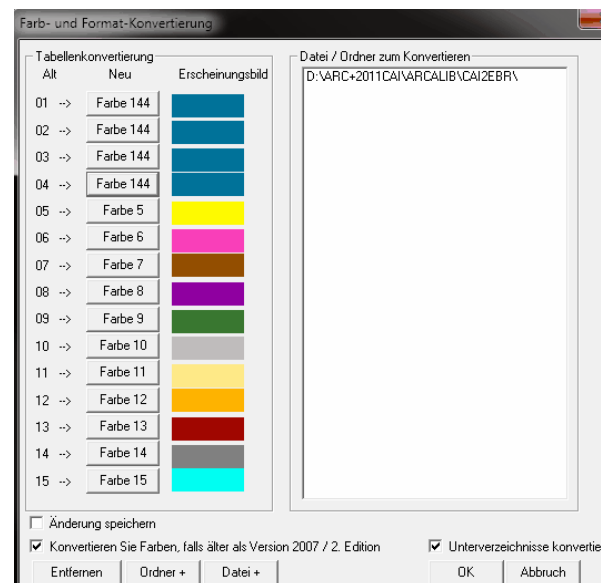 Farb- und Format-Konvertierung
Tabellenkonvertierung
Alt Neu Erscheinungsbild
01 --> Farbe 144
02 --> Farbe 144
03 --> Farbe 144
04 --> Farbe 144
05 --> Farbe 5
06 --> Farbe 6
07 --> Farbe 7
08 --> Farbe 8
09 --> Farbe 9
10 --> Farbe 10
11 --> Farbe 11
12 --> Farbe 12
13 --> Farbe 13
14 --> Farbe 14
15 --> Farbe 15
Datei / Ordner zum Konvertieren
D:\ARC+2011CAI\ARCALIB\CAI2EBR\
Änderung speichern
Konvertieren Sie Farben, falls älter als Version 2007 / 2. Edition
Unterverzeichnisse konvertie
Entfernen Ordner + Datei + OK Abbruch